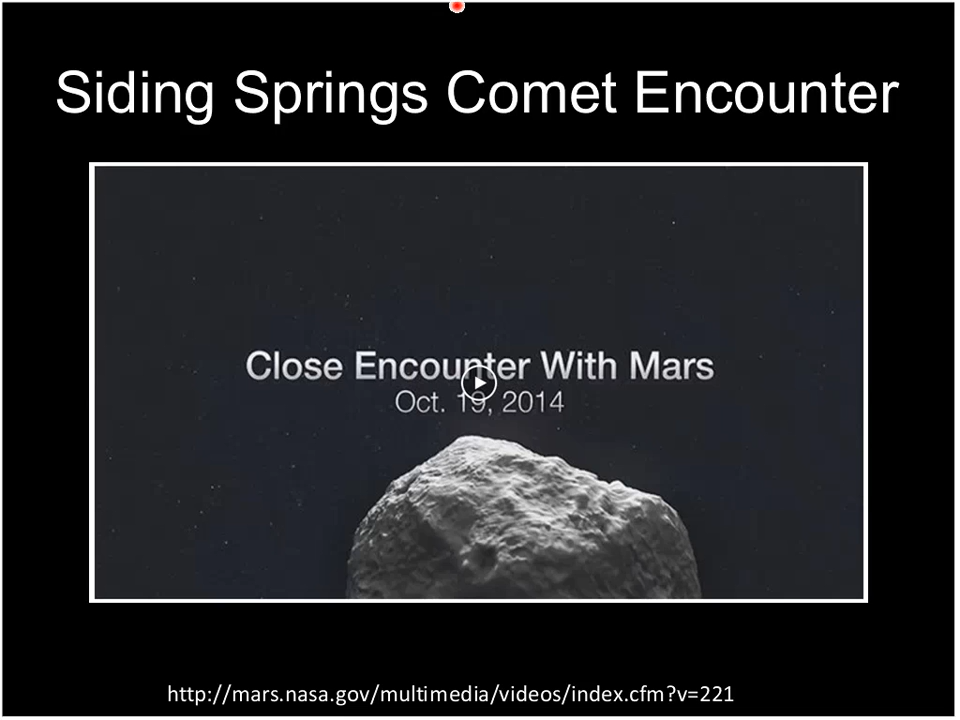 Siding Springs Comet Encounter
Close Encounter With Mars
Oct. 19, 2014
http://mars.nasa.gov/multimedia/videos/index.cfm?v=221